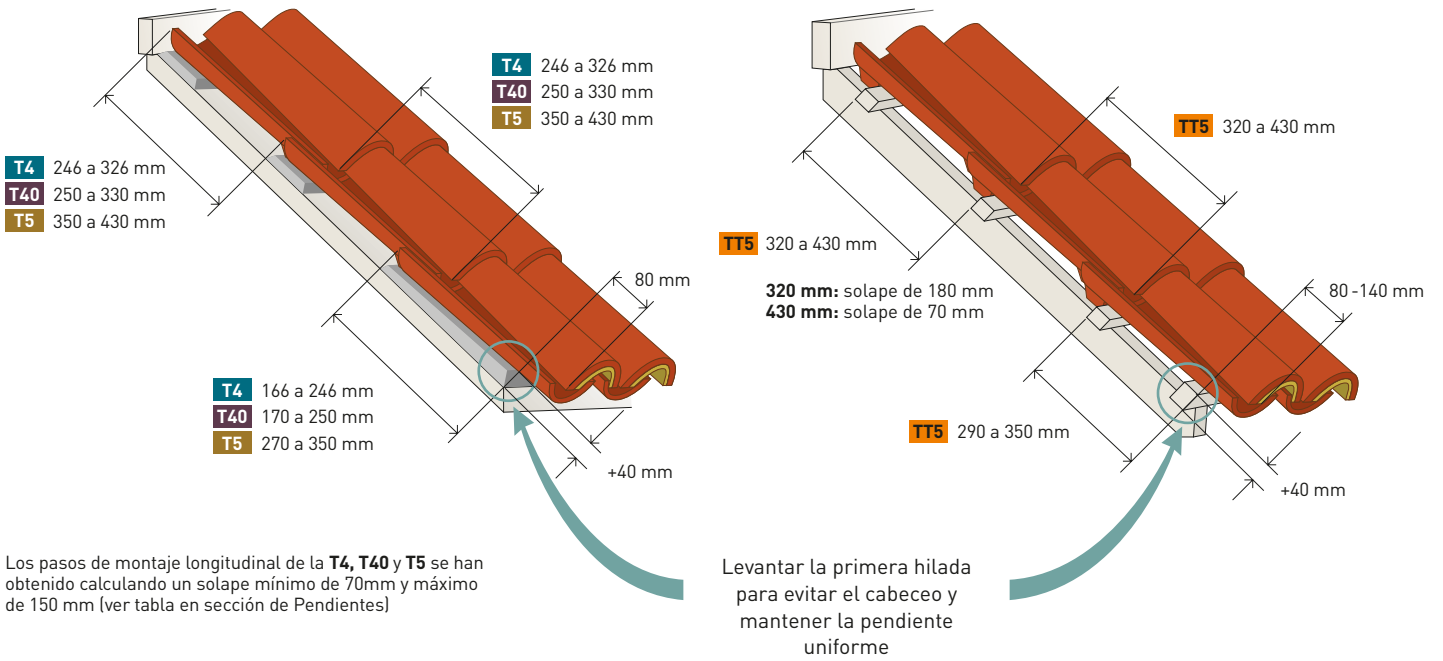 T4 246 a 326 mm
T40 250 a 330 mm
T5 350 a 430 mm
T4 246 a 326 mm
T40 250 a 330 mm
T5 350 a 430 mm
80 mm
T4 166 a 246 mm
T40 170 a 250 mm
T5 270 a 350 mm
+40 mm
Los pasos de montaje longitudinal de la T4, T40 y T5 se han
obtenido calculando un solape mínimo de 70mm y máximo
de 150 mm (ver tabla en sección de Pendientes)
TT5 320 a 430 mm
TT5 320 a 430 mm
320 mm: solape de 180 mm
430 mm: solape de 70 mm
80 -140 mm
TT5 290 a 350 mm
+40 mm
Levantar la primera hilada
para evitar el cabeceo y
mantener la pendiente
uniforme